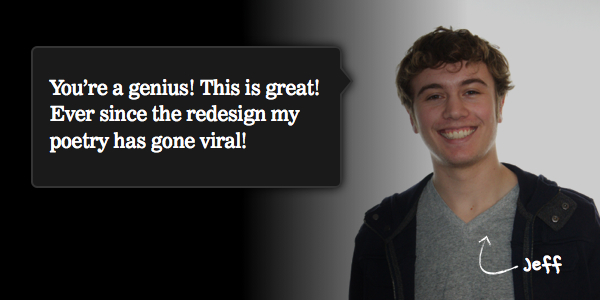 You’re a genius! This is great!
Ever since the redesign my
poetry has gone viral!
Jeff